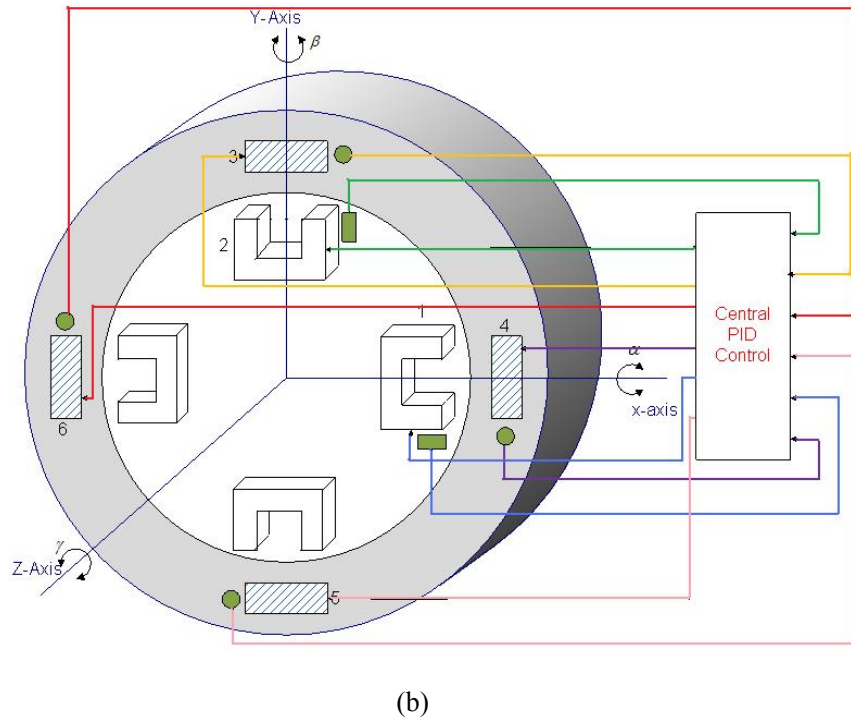 Y-Axis
β
3
2
1
4
Central
PID
Control
α
x-axis
6
γ
Z-Axis
5
(b)